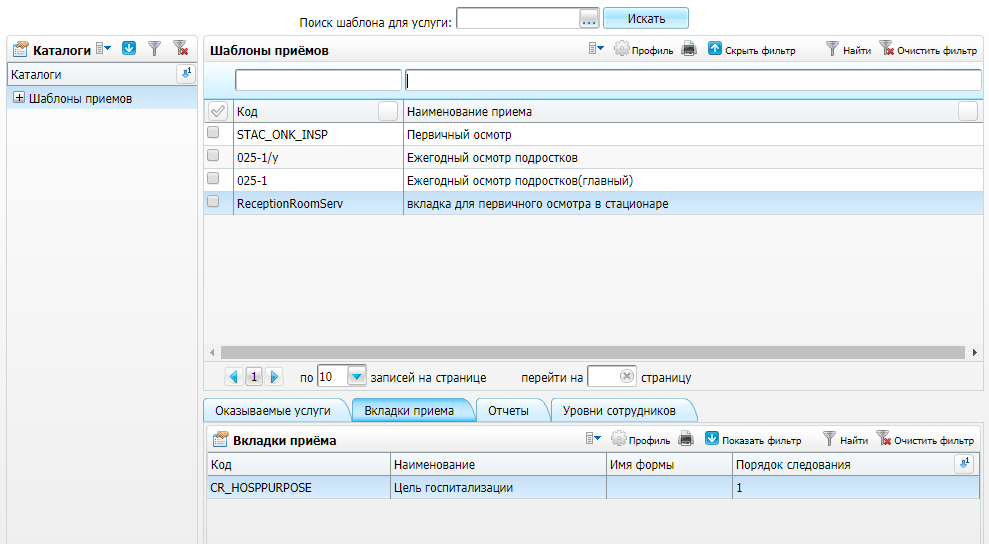 Поиск шаблона для услуги: ... Искать
Каталоги
Каталоги
Шаблоны приемов
Шаблоны приёмов Профиль Скрыть фильтр Найти Очистить фильтр
Код Наименование приема
STAC_ONK_INSP Первичный осмотр
025-1/у Ежегодный осмотр подростков
025-1 Ежегодный осмотр подростков(главный)
ReceptionRoomServ вкладка для первичного осмотра в стационаре
1 по 10 записей на странице перейти на страницу
Оказываемые услуги Вкладки приема Отчеты Уровни сотрудников
Вкладки приёма Профиль Показать фильтр Найти Очистить фильтр
Код Наименование Имя формы Порядок следования
CR_HOSPPURPOSE Цель госпитализации 1